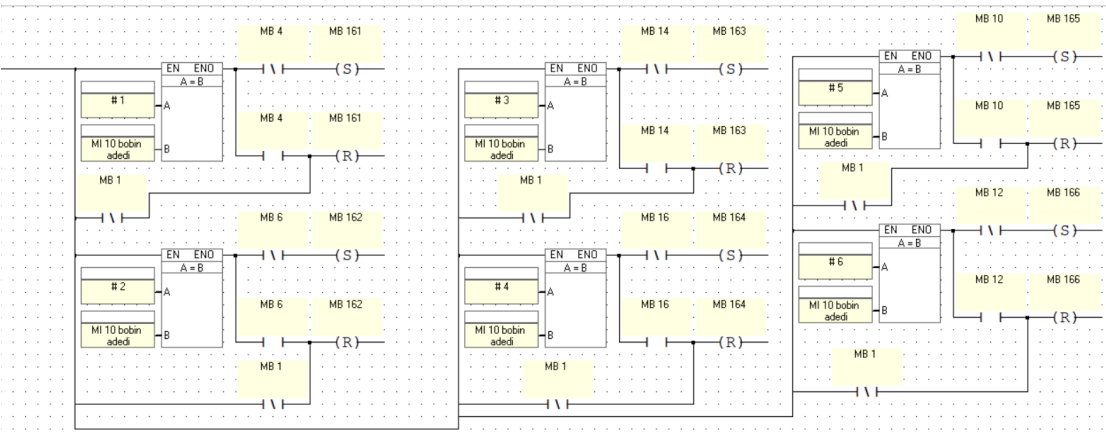 MB 4 MB 161
EN ENO
A = B
# 1
A
MI 10 bobin
adedi
B
(S)
MB 4 MB 161
(R)
MB 1
MB 6 MB 162
EN ENO
A = B
# 2
A
MI 10 bobin
adedi
B
(S)
MB 6 MB 162
(R)
MB 1
MB 14 MB 163
EN ENO
A = B
# 3
A
MI 10 bobin
adedi
B
(S)
MB 14 MB 163
(R)
MB 1
MB 16 MB 164
EN ENO
A = B
# 4
A
MI 10 bobin
adedi
B
(S)
MB 16 MB 164
(R)
MB 1
MB 10 MB 165
EN ENO
A = B
# 5
A
MI 10 bobin
adedi
B
(S)
MB 10 MB 165
(R)
MB 1
MB 12 MB 166
EN ENO
A = B
# 6
A
MI 10 bobin
adedi
B
(S)
MB 12 MB 166
(R)
MB 1